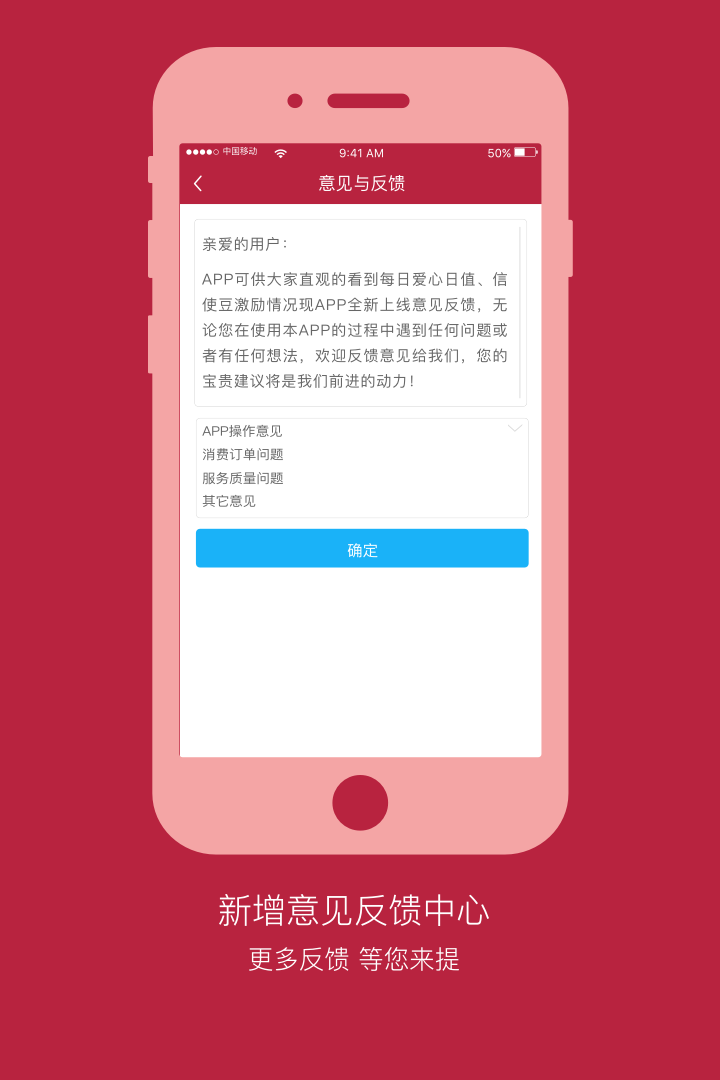 中国移动 9:41 AM 50%
意见与反馈
亲爱的用户：
APP可供大家直观的看到每日爱心日值、信
使豆激励情况现APP全新上线意见反馈，无
论您在使用本APP的过程中遇到任何问题或
者有任何想法，欢迎反馈意见给我们，您的
宝贵建议将是我们前进的动力！
APP操作意见
消费订单问题
服务质量问题
其它意见
确定
新增意见反馈中心
更多反馈 等您来提